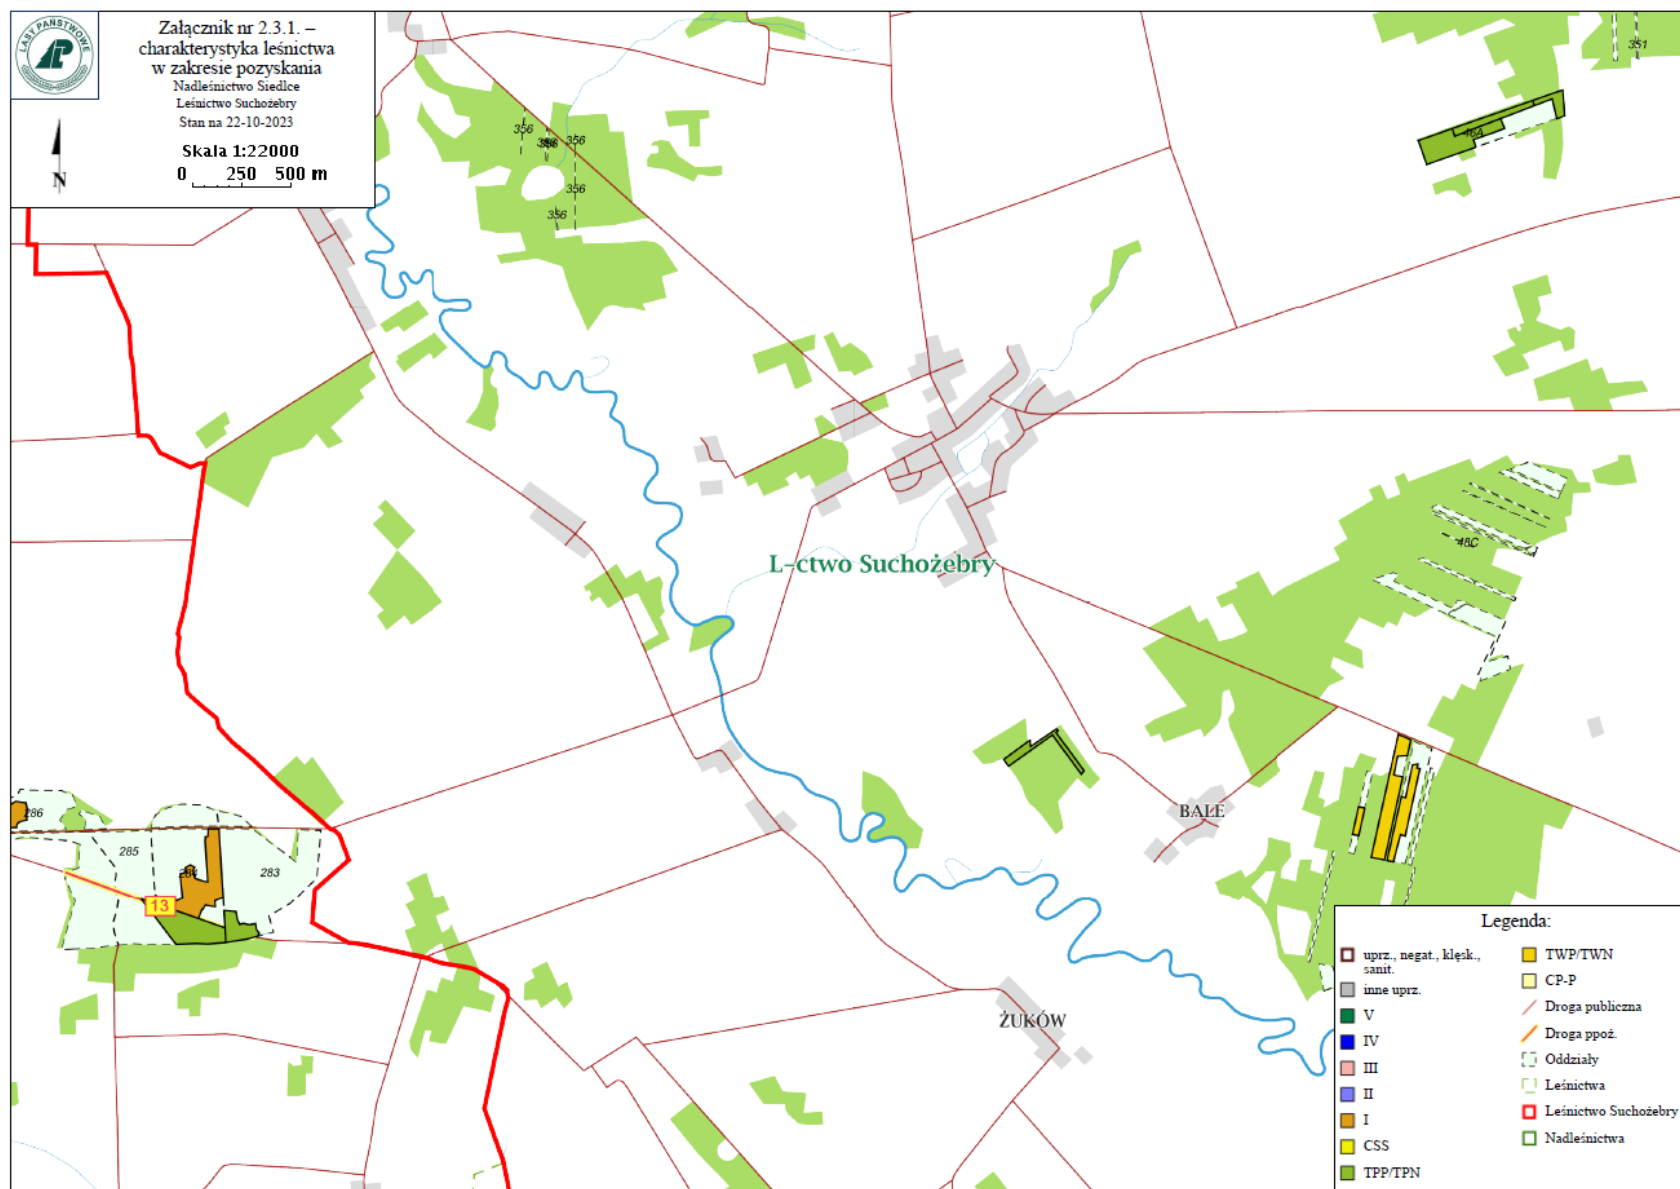 LASY PAŃSTWOWE
Załącznik nr 2.3.1. –
charakterystyka leśnictwa
w zakresie pozyskania
Nadleśnictwo Siedlce
Leśnictwo Suchożebry
Stan na 22-10-2023
Skala 1:22000
0 250 500 m
N
351
46A
356
356
356
356
356
48C
L-ctwo Suchożebry
BALE
286
285
284
283
13
ŻUKÓW
Legenda:
uprz., negat., klęsk.,
sanit.
inne uprz.
V
IV
III
II
I
CSS
TPP/TPN
TWP/TWN
CP-P
Droga publiczna
Droga ppoż.
Oddziały
Leśnictwa
Leśnictwo Suchożebry
Nadleśnictwa